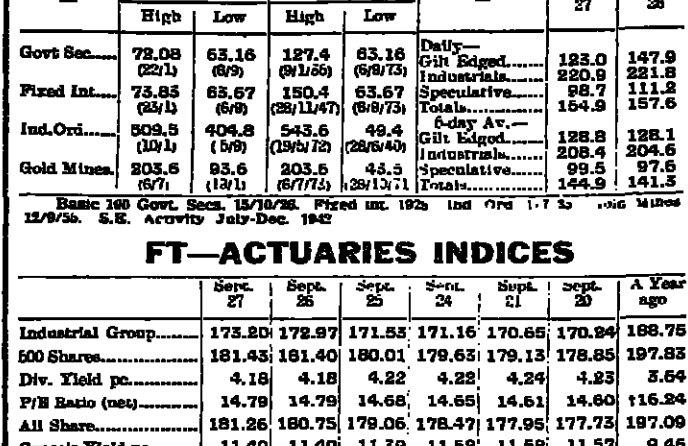 27 26
High Low High Low
Govt Sec..... 72.08 63.16 127.4 63.16 Daily—
(22/1) (6/9) (9/1/35) (6/9/73) Gilt Edged....... 123.0 147.9
Industrials....... 220.9 221.8
Fixed Int.... 73.83 63.67 150.4 63.67 Speculative...... 98.7 111.2
(23/1) (6/9) (28/11/47) (6/9/73) Totals............... 154.9 157.6
Ind.Ord...... 509.5 404.8 543.6 49.4 5-day Av.—
(10/1) (5/9) (19/5/72) (26/6/40) Gilt Edged....... 128.8 128.1
Industrials....... 208.4 204.6
Gold Mines. 203.6 93.6 203.6 43.5 Speculative...... 99.5 97.6
(6/7) (6/7/73) Totals............... 144.9 141.3
Basic 100 Govt. Secs. 15/10/26. Fixed Int. 1928 Ind Ord Mines
12/9/55. S.E. Activity July-Dec. 1942
FT—ACTUARIES INDICES
Sept. 27 Sept. 26 Sept. 25 Sept. 24 Sept. 21 Sept. 20 A Year ago
Industrial Group......... 173.20 172.97 171.53 171.16 170.65 170.24 188.75
500 Shares.................. 181.43 181.40 180.01 179.63 179.13 178.85 197.83
Div. Yield pc.............. 4.18 4.18 4.22 4.22 4.24 4.23 3.64
P/E Ratio (net)........... 14.79 14.79 14.68 14.65 14.61 14.60 †16.24
All Share.................... 181.26 180.75 179.06 178.47 177.95 177.73 197.09